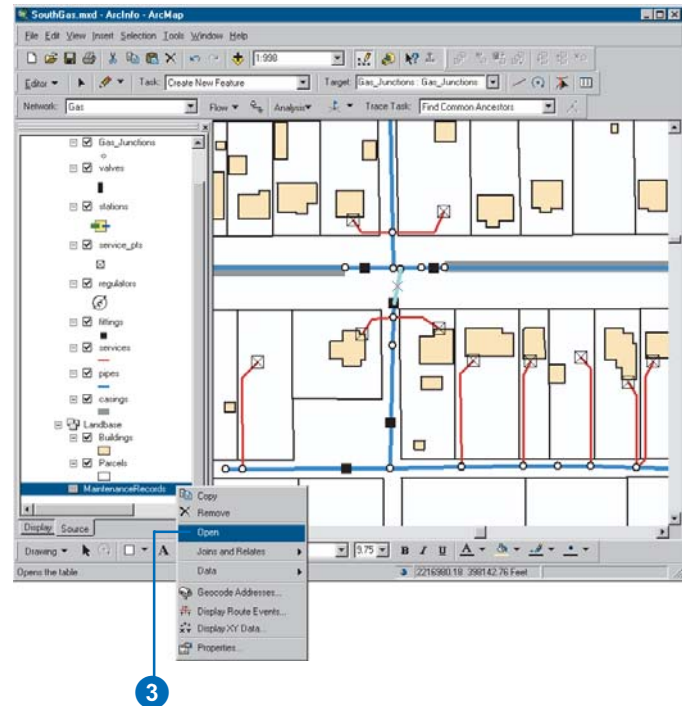 SouthGas.mxd - ArcInfo - ArcMap
File Edit View Insert Selection Tools Window Help
1:998
Editor Task: Create New Feature Target: Gas_Junctions : Gas_Junctions
Network: Gas Flow Analysis Trace Task: Find Common Ancestors
Gas_Junctions
valves
stations
service_pts
regulators
fittings
services
pipes
casings
Landbase
Buildings
Parcels
MaintenanceRecords
Copy
Remove
Open
Joins and Relates
Data
Geocode Addresses...
Display Route Events...
Display XY Data...
Properties...
Display Source
Drawing A 9.75 B I U A
Opens the table 2216980.18 398142.76 Feet
3